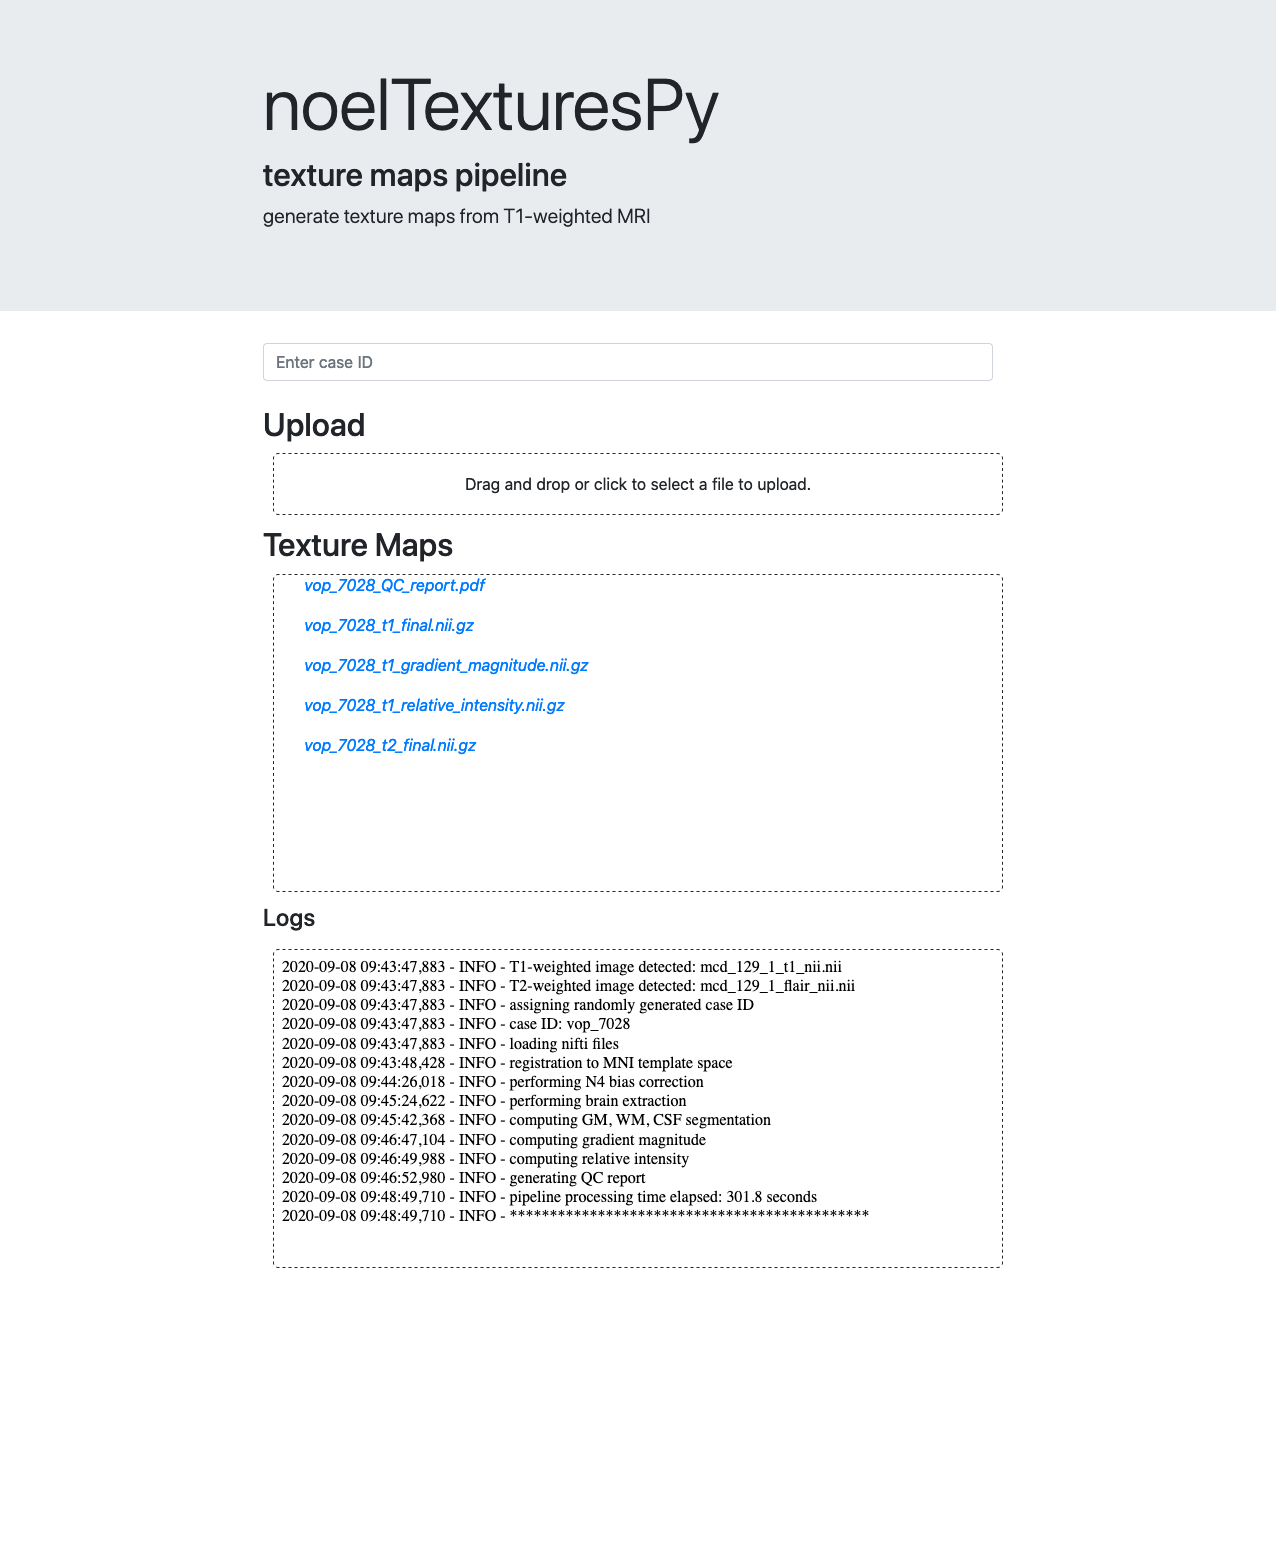 noelTexturesPy
texture maps pipeline
generate texture maps from T1-weighted MRI
Enter case ID
Upload
Drag and drop or click to select a file to upload.
Texture Maps
vop_7028_QC_report.pdf
vop_7028_t1_final.nii.gz
vop_7028_t1_gradient_magnitude.nii.gz
vop_7028_t1_relative_intensity.nii.gz
vop_7028_t2_final.nii.gz
Logs
2020-09-08 09:43:47,883 - INFO - T1-weighted image detected: mcd_129_1_t1_nii.nii
2020-09-08 09:43:47,883 - INFO - T2-weighted image detected: mcd_129_1_flair_nii.nii
2020-09-08 09:43:47,883 - INFO - assigning randomly generated case ID
2020-09-08 09:43:47,883 - INFO - case ID: vop_7028
2020-09-08 09:43:47,883 - INFO - loading nifti files
2020-09-08 09:43:48,428 - INFO - registration to MNI template space
2020-09-08 09:44:26,018 - INFO - performing N4 bias correction
2020-09-08 09:45:24,622 - INFO - performing brain extraction
2020-09-08 09:45:42,368 - INFO - computing GM, WM, CSF segmentation
2020-09-08 09:46:47,104 - INFO - computing gradient magnitude
2020-09-08 09:46:49,988 - INFO - computing relative intensity
2020-09-08 09:46:52,980 - INFO - generating QC report
2020-09-08 09:48:49,710 - INFO - pipeline processing time elapsed: 301.8 seconds
2020-09-08 09:48:49,710 - INFO - *********************************************